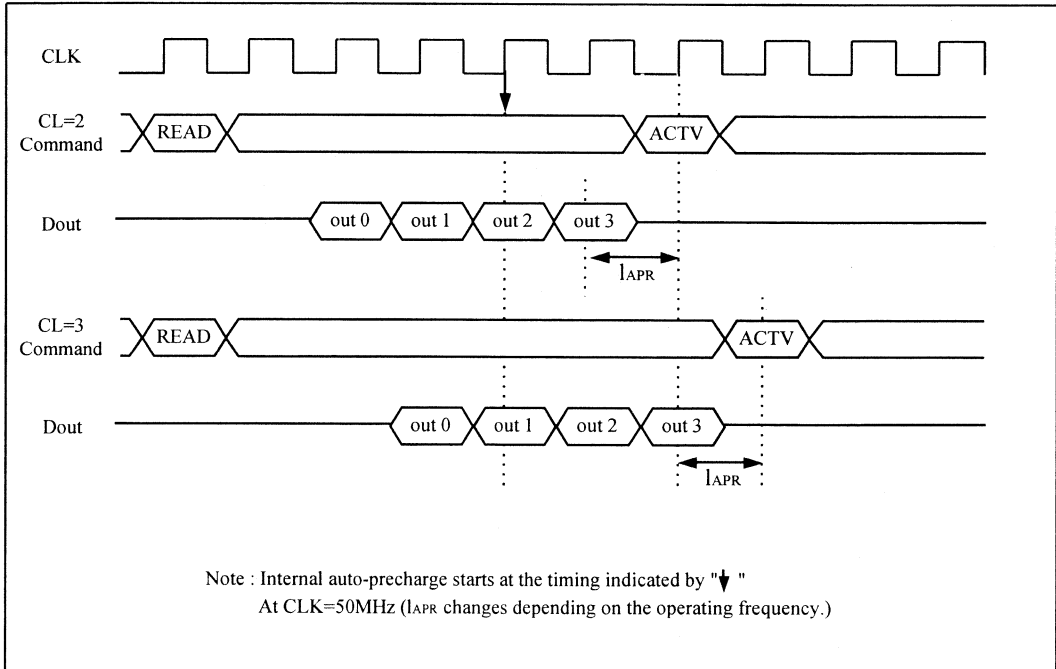 CLK
CL=2
Command
READ
ACTV
Dout
out 0
out 1
out 2
out 3
lAPR
CL=3
Command
READ
ACTV
Dout
out 0
out 1
out 2
out 3
lAPR
Note : Internal auto-precharge starts at the timing indicated by "↓ "
At CLK=50MHz (lAPR changes depending on the operating frequency.)